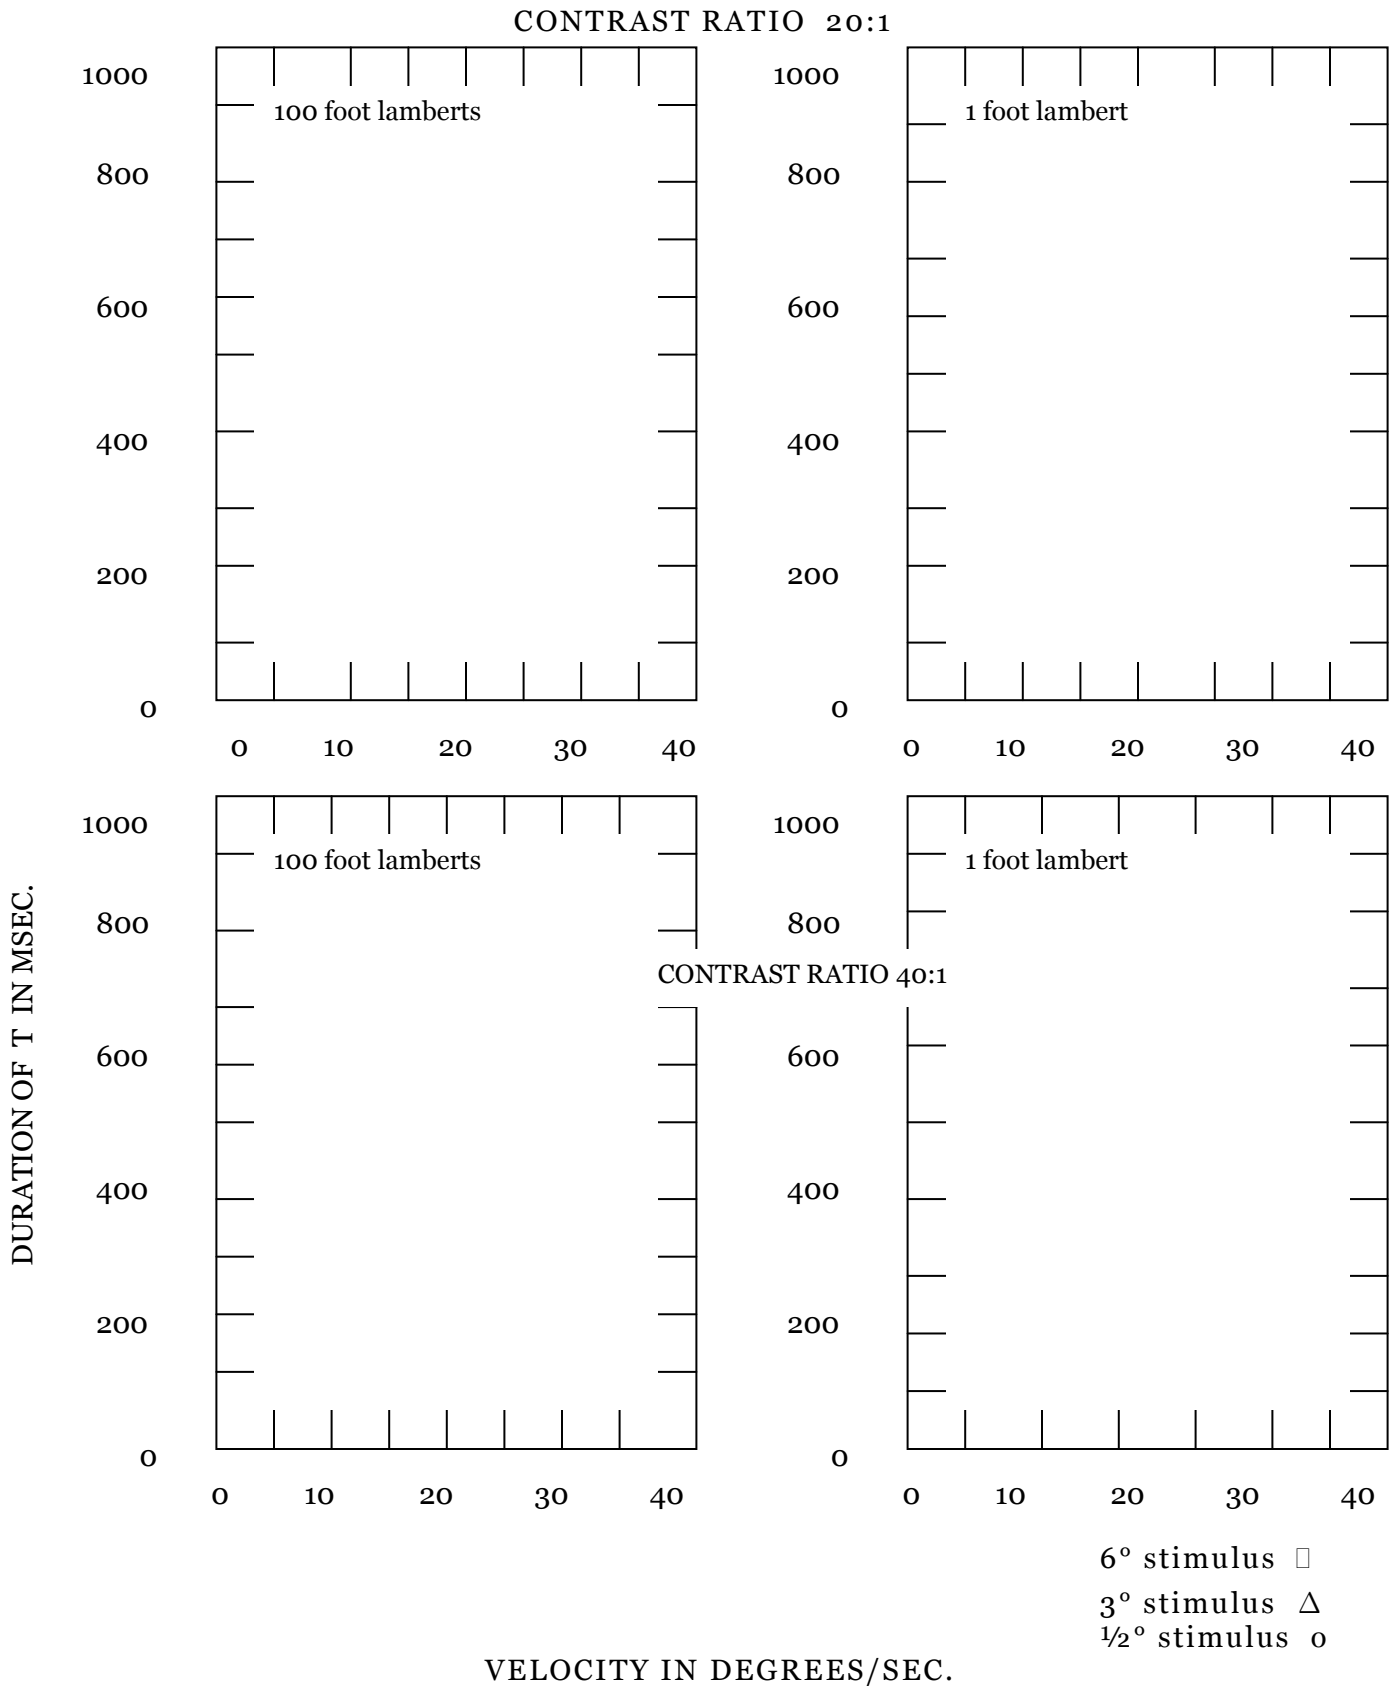 CONTRAST RATIO 20:1
1000 1000
100 foot lamberts 1 foot lambert
800 800
600 600
400 400
200 200
0 0
0 10 20 30 40 0 10 20 30 40
1000 1000
100 foot lamberts 1 foot lambert
800 800
CONTRAST RATIO 40:1
600 600
DURATION OF T IN MSEC.
400 400
200 200
0 0
0 10 20 30 40 0 10 20 30 40
6° stimulus □
3° stimulus Δ
½° stimulus o
VELOCITY IN DEGREES/SEC.